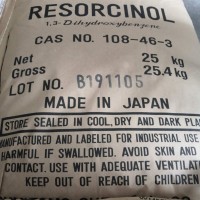 RESORCINOL
1,3-Dihydroxybenzene
CAS NO. 108-46-3
Net 25 kg
Gross 25.4 kg
LOT NO. B191105
MADE IN JAPAN
STORE SEALED IN COOL, DRY AND DARK PLA
MANUFACTURED AND LABELED FOR INDUSTRIAL USE
HARMFUL IF SWALLOWED. AVOID SKIN AND
CONTACT. USE WITH ADEQUATE VENTILAT
KEEP OUT OF REACH OF CHILDREN